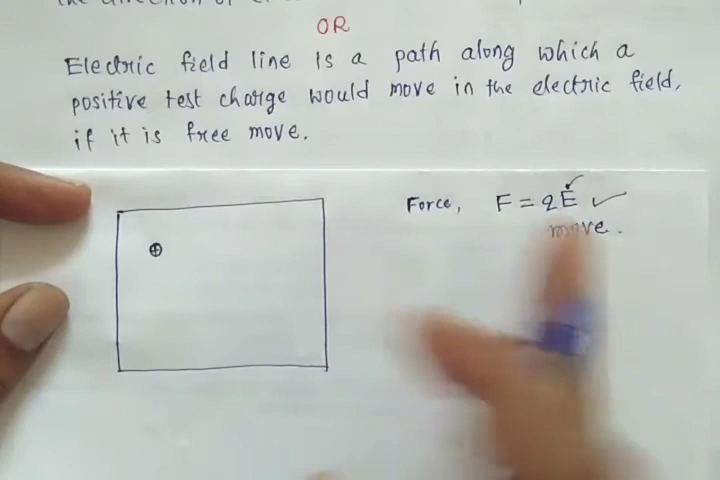 OR
Electric field line is a path along which a
positive test charge would move in the electric field,
if it is free move.
Force, F = qE ✓
move.
+